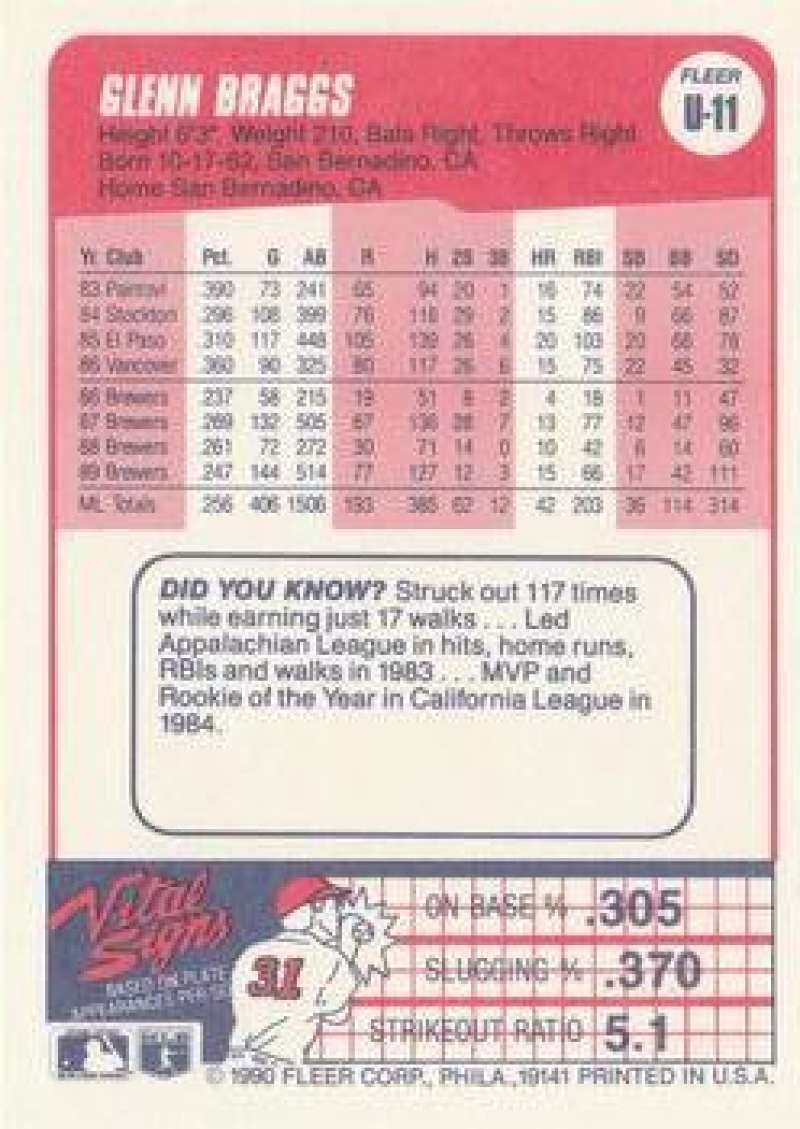 GLENN BRAGGS
FLEER
U-11
Height 6'3" Weight 210, Bats Right, Throws Right
Born 10-17-62, San Bernadino, CA
Home San Bernadino, CA
Yr. Club Pct. G AB R H 2B 3B HR RBI SB BB SO
83 .390 73 241 65 94 20 1 16 74 22 54 52
84 Stockton .296 108 399 76 118 29 2 15 86 9 66 87
85 El Paso .310 117 448 105 139 26 4 20 103 20 68 78
86 Vancover .360 90 325 80 117 26 6 15 75 22 45 32
86 Brewers .237 58 215 19 51 8 2 4 18 1 11 47
87 Brewers .269 132 505 67 136 28 7 13 77 12 47 96
88 Brewers .261 72 272 30 71 14 0 10 42 6 14 60
89 Brewers .247 144 514 77 127 12 3 15 66 17 42 111
ML Totals .256 406 1506 193 385 62 12 42 203 36 114 314
DID YOU KNOW? Struck out 117 times
while earning just 17 walks . . . Led
Appalachian League in hits, home runs,
RBIs and walks in 1983 . . . MVP and
Rookie of the Year in California League in
1984.
Vital
Signs
BASED ON PLATE
APPEARANCES PER
31
ON BASE % .305
SLUGGING % .370
STRIKEOUT RATIO 5.1
© 1990 FLEER CORP., PHILA., 19141 PRINTED IN U.S.A.